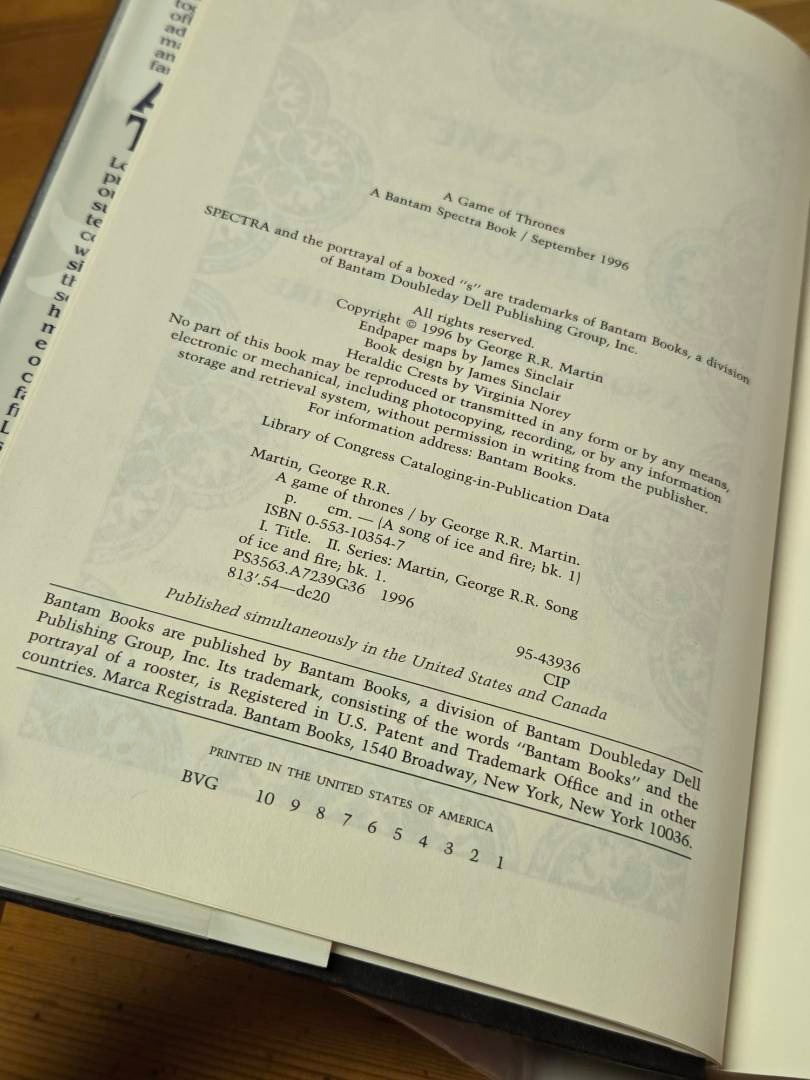 A Game of Thrones
A Bantam Spectra Book / September 1996
SPECTRA and the portrayal of a boxed "s" are trademarks of Bantam Books, a division
of Bantam Doubleday Dell Publishing Group, Inc.
All rights reserved.
Copyright © 1996 by George R.R. Martin
Endpaper maps by James Sinclair
Book design by James Sinclair
Heraldic Crests by Virginia Norey
No part of this book may be reproduced or transmitted in any form or by any means,
electronic or mechanical, including photocopying, recording, or by any information
storage and retrieval system, without permission in writing from the publisher.
For information address: Bantam Books.
Library of Congress Cataloging-in-Publication Data
Martin, George R.R.
A game of thrones / by George R.R. Martin.
p. cm. — (A song of ice and fire; bk. 1)
ISBN 0-553-10354-7
I. Title. II. Series: Martin, George R.R. Song
of ice and fire; bk. 1.
PS3563.A7239G36 1996
813'.54—dc20
95-43936
CIP
Published simultaneously in the United States and Canada
Bantam Books are published by Bantam Books, a division of Bantam Doubleday Dell
Publishing Group, Inc. Its trademark, consisting of the words "Bantam Books" and the
portrayal of a rooster, is Registered in U.S. Patent and Trademark Office and in other
countries. Marca Registrada. Bantam Books, 1540 Broadway, New York, New York 10036.
PRINTED IN THE UNITED STATES OF AMERICA
BVG 10 9 8 7 6 5 4 3 2 1